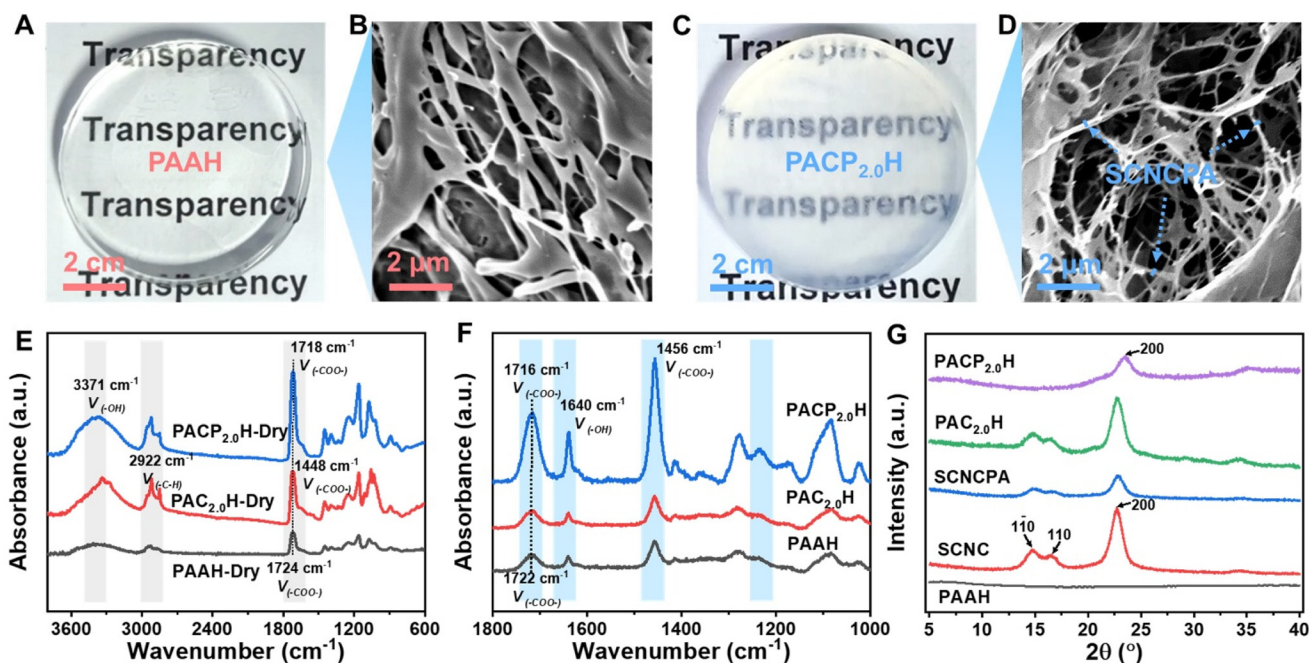 A
Transparency
Transparency
PAAH
Transparency
2 cm
Transparency
B
2 μm
C
Transparency
Transparency
PACP2.0H
Transparency
2 cm
Transparency
D
SCNCPA
2 μm
E
Absorbance (a.u.)
3371 cm-1
V(-OH)
2922 cm-1
V(-C-H)
1718 cm-1
V(-COO-)
PACP2.0H-Dry
1448 cm-1
V(-COO-)
PAC2.0H-Dry
PAAH-Dry
1724 cm-1
V(-COO-)
3600 3000 2400 1800 1200 600
Wavenumber (cm-1)
F
Absorbance (a.u.)
1716 cm-1
V(-COO-)
1640 cm-1
V(-OH)
1456 cm-1
V(-COO-)
PACP2.0H
PAC2.0H
PAAH
1722 cm-1
V(-COO-)
1800 1600 1400 1200 1000
Wavenumber (cm-1)
G
Intensity (a.u.)
PACP2.0H
200
PAC2.0H
SCNCPA
SCNC
11̄0
110
200
PAAH
5 10 15 20 25 30 35 40
2θ (°)